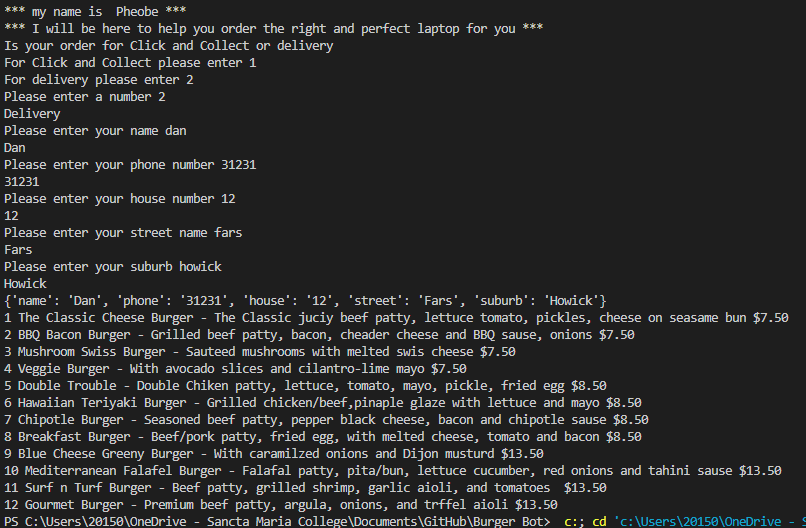 *** my name is  Pheobe ***
*** I will be here to help you order the right and perfect laptop for you ***
Is your order for Click and Collect or delivery
For Click and Collect please enter 1
For delivery please enter 2
Please enter a number 2
Delivery
Please enter your name dan
Dan
Please enter your phone number 31231
31231
Please enter your house number 12
12
Please enter your street name fars
Fars
Please enter your suburb howick
Howick
{'name': 'Dan', 'phone': '31231', 'house': '12', 'street': 'Fars', 'suburb': 'Howick'}
1 The Classic Cheese Burger - The Classic juciy beef patty, lettuce tomato, pickles, cheese on seasame bun $7.50
2 BBQ Bacon Burger - Grilled beef patty, bacon, cheader cheese and BBQ sause, onions $7.50
3 Mushroom Swiss Burger - Sauteed mushrooms with melted swis cheese $7.50
4 Veggie Burger - With avocado slices and cilantro-lime mayo $7.50
5 Double Trouble - Double Chiken patty, lettuce, tomato, mayo, pickle, fried egg $8.50
6 Hawaiian Teriyaki Burger - Grilled chicken/beef,pinaple glaze with lettuce and mayo $8.50
7 Chipotle Burger - Seasoned beef patty, pepper black cheese, bacon and chipotle sause $8.50
8 Breakfast Burger - Beef/pork patty, fried egg, with melted cheese, tomato and bacon $8.50
9 Blue Cheese Greeny Burger - With caramilzed onions and Dijon musturd $13.50
10 Mediterranean Falafel Burger - Falafal patty, pita/bun, lettuce cucumber, red onions and tahini sause $13.50
11 Surf n Turf Burger - Beef patty, grilled shrimp, garlic aioli, and tomatoes  $13.50
12 Gourmet Burger - Premium beef patty, argula, onions, and trffel aioli $13.50
PS C:\Users\20150\OneDrive - Sancta Maria College\Documents\GitHub\Burger Bot>  c:; cd 'c:\Users\20150\OneDrive - S